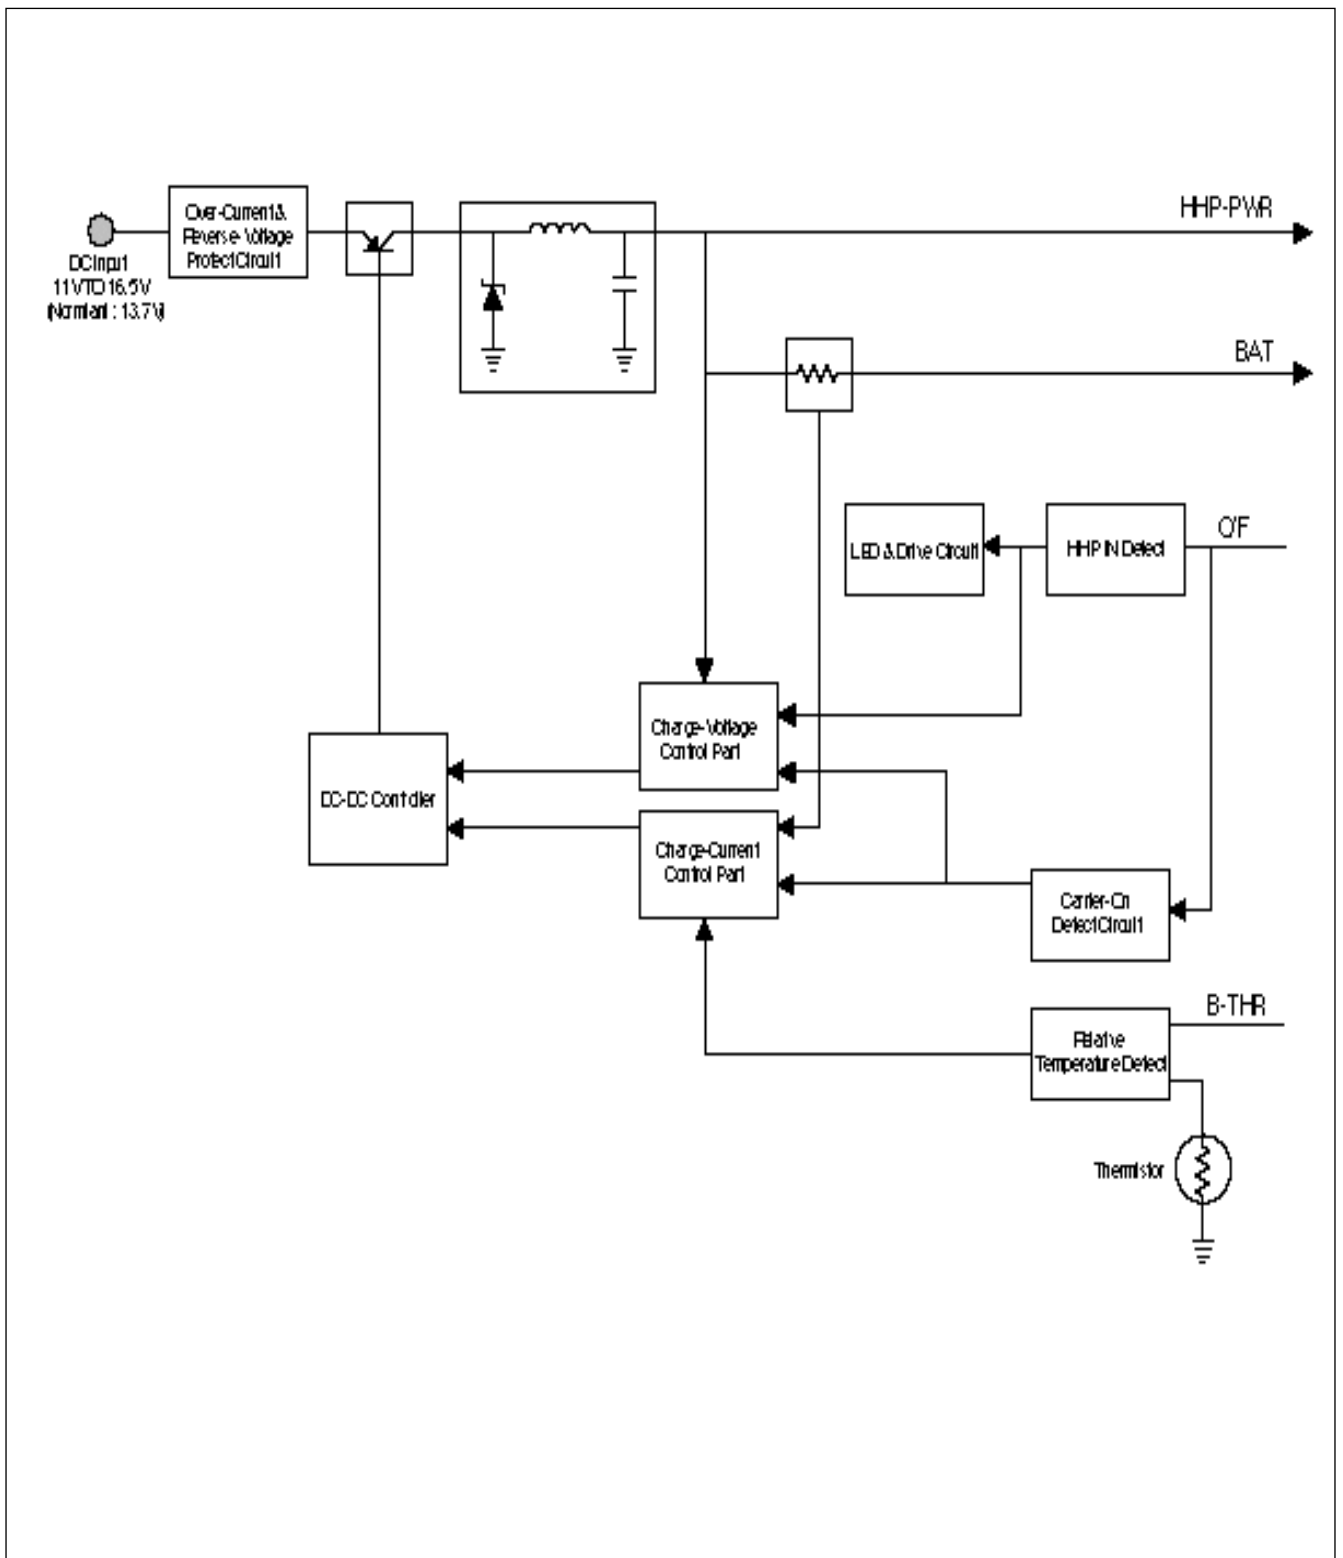 Over-Current &
Reverse-Voltage
Protect Circuit
HHP-PWR
DC Input
11V TO 16.5V
: 13.7V)
BAT
LED & Drive Circuit
HHP IN Detect
C/F
Charge-Voltage
Control Part
DC-DC Controller
Charge-Current
Control Part
Carrier-On
Detect Circuit
B-THR
Relative
Temperature Detect
Thermistor